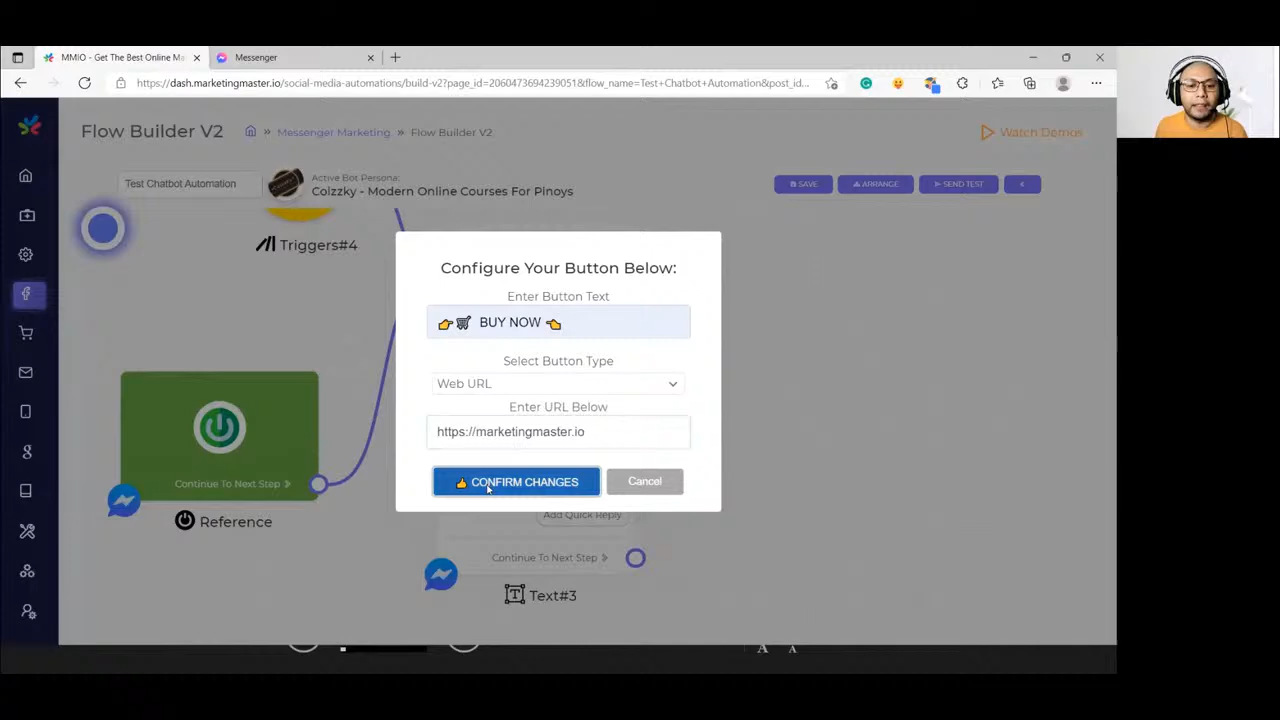 MMIO - Get The Best Online Ma
Messenger
https://dash.marketingmaster.io/social-media-automations/build-v2?page_id=2060473694239051&flow_name=Test+Chatbot+Automation&post_id...
Flow Builder V2
» Messenger Marketing » Flow Builder V2
Watch Demos
Test Chatbot Automation
Active Bot Persona:
Colzzky - Modern Online Courses For Pinoys
SAVE
ARRANGE
SEND TEST
Triggers#4
Configure Your Button Below:
Enter Button Text
👉🛒 BUY NOW 👈
Select Button Type
Web URL
Enter URL Below
https://marketingmaster.io
👍 CONFIRM CHANGES
Cancel
Continue To Next Step
Reference
Add Quick Reply
Continue To Next Step
Text#3
A A